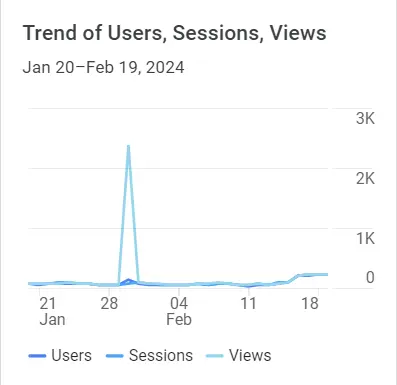 Trend of Users, Sessions, Views
Jan 20–Feb 19, 2024
3K
2K
1K
0
21 28 04 11 18
Jan Feb
Users Sessions Views